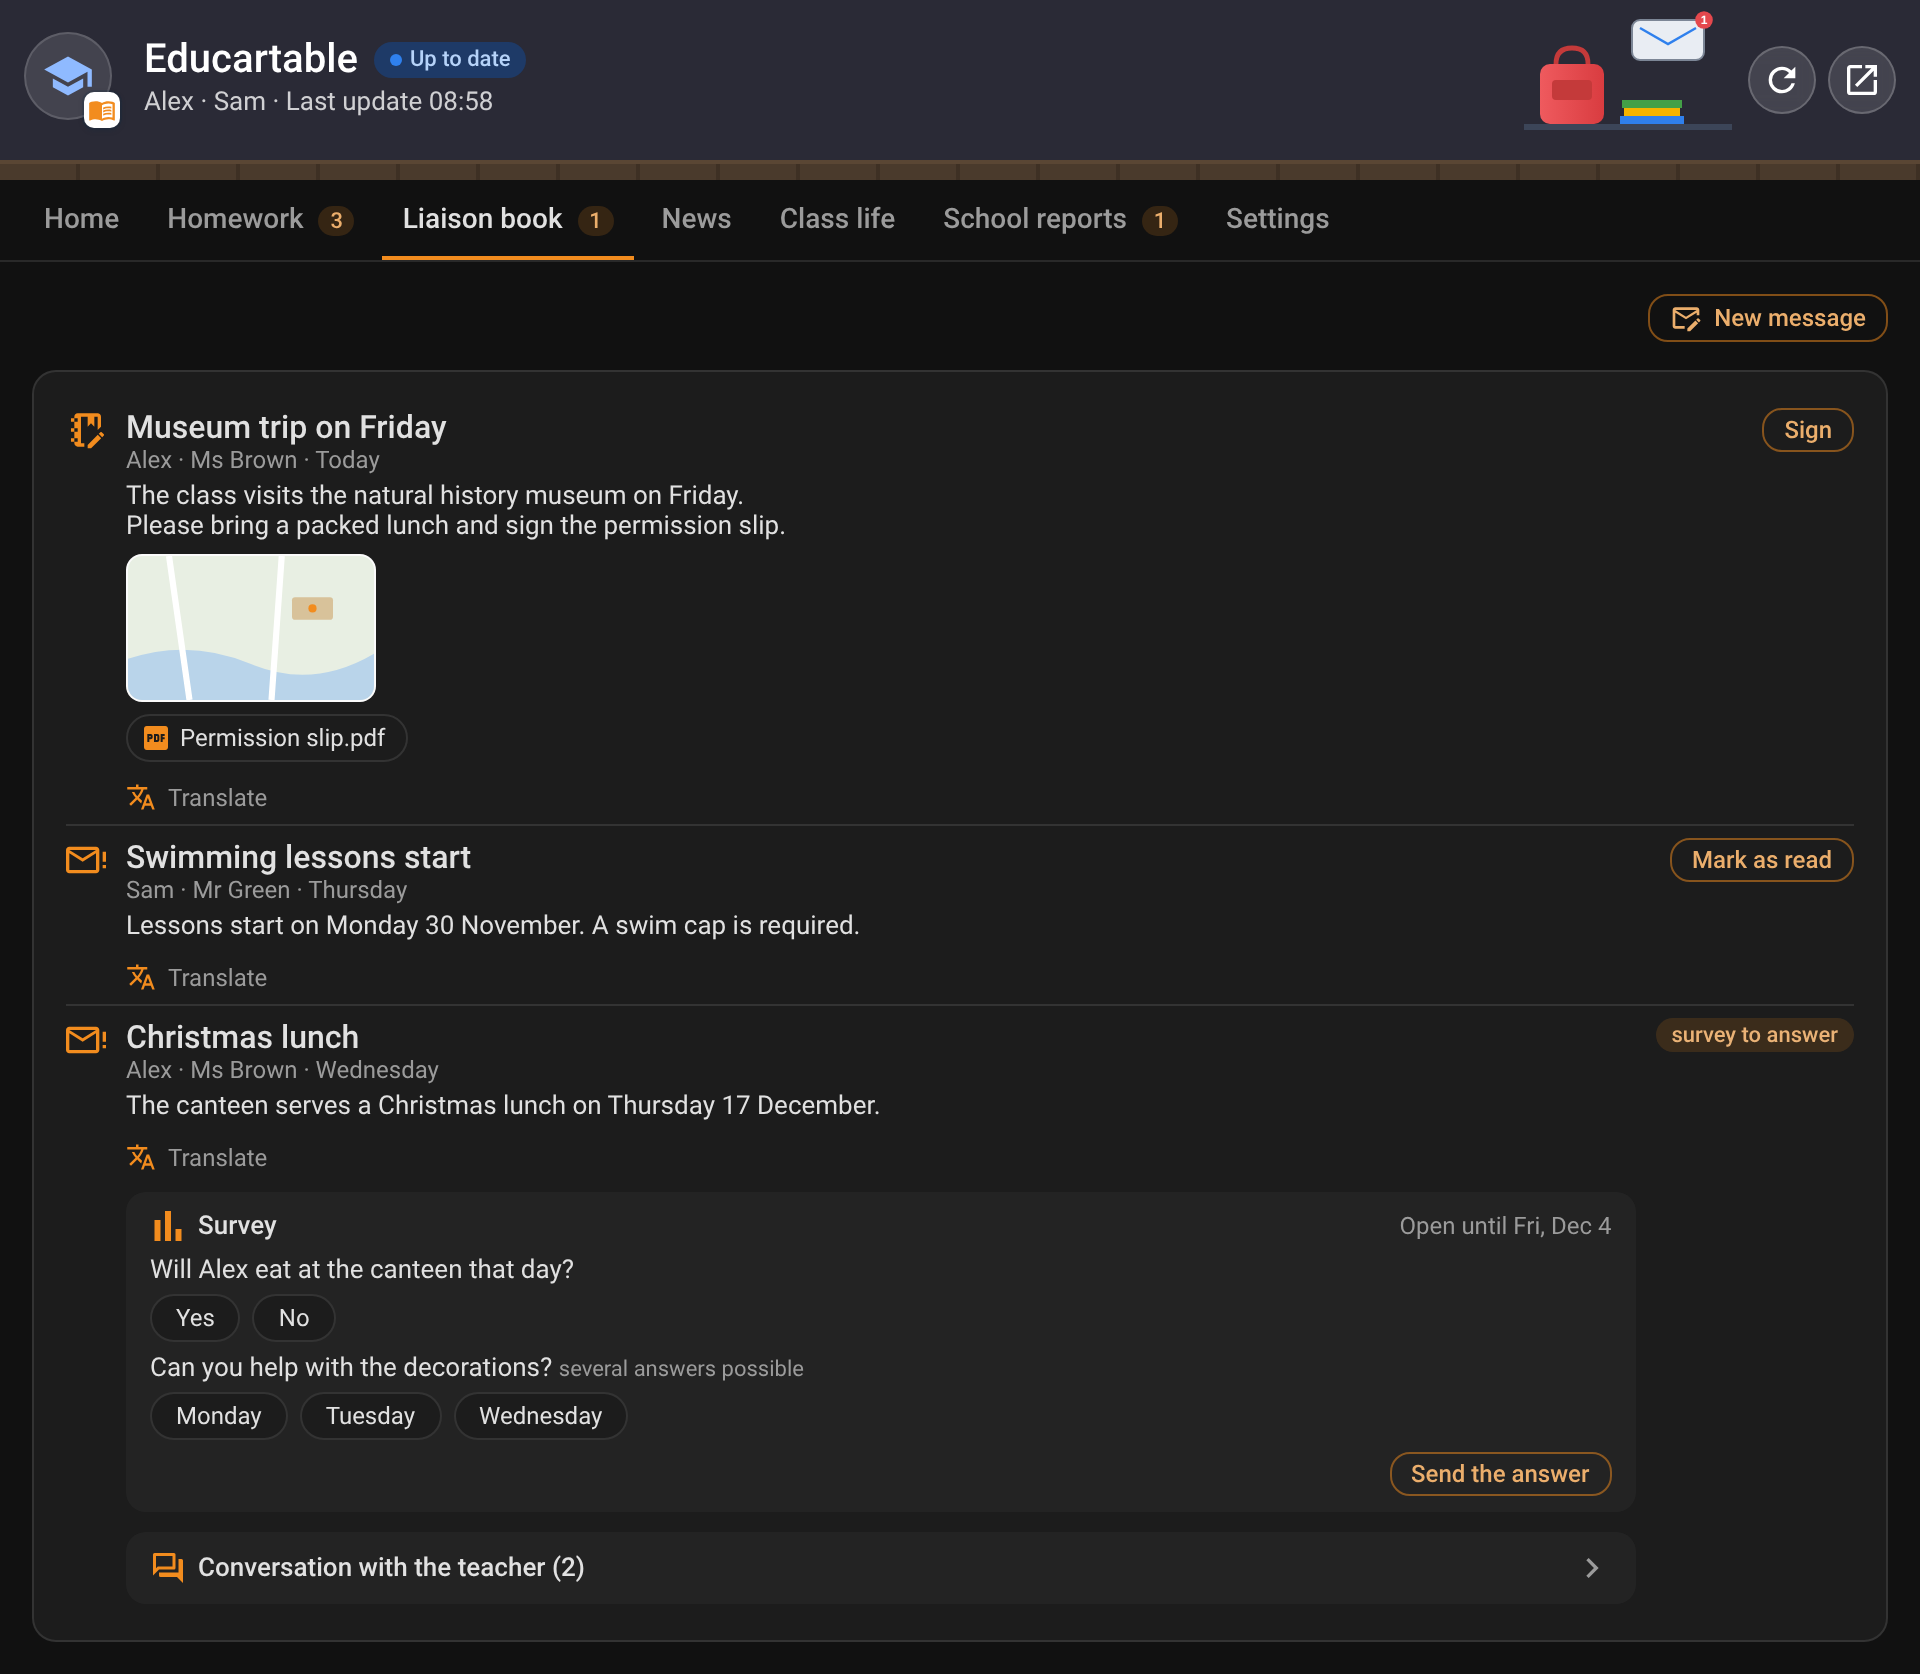 Educartable
Up to date
Alex · Sam · Last update 08:58
1
Home
Homework 3
Liaison book 1
News
Class life
School reports 1
Settings
New message
Museum trip on Friday
Sign
Alex · Ms Brown · Today
The class visits the natural history museum on Friday.
Please bring a packed lunch and sign the permission slip.
PDF Permission slip.pdf
Translate
Swimming lessons start
Mark as read
Sam · Mr Green · Thursday
Lessons start on Monday 30 November. A swim cap is required.
Translate
Christmas lunch
survey to answer
Alex · Ms Brown · Wednesday
The canteen serves a Christmas lunch on Thursday 17 December.
Translate
Survey
Open until Fri, Dec 4
Will Alex eat at the canteen that day?
Yes
No
Can you help with the decorations? several answers possible
Monday
Tuesday
Wednesday
Send the answer
Conversation with the teacher (2)